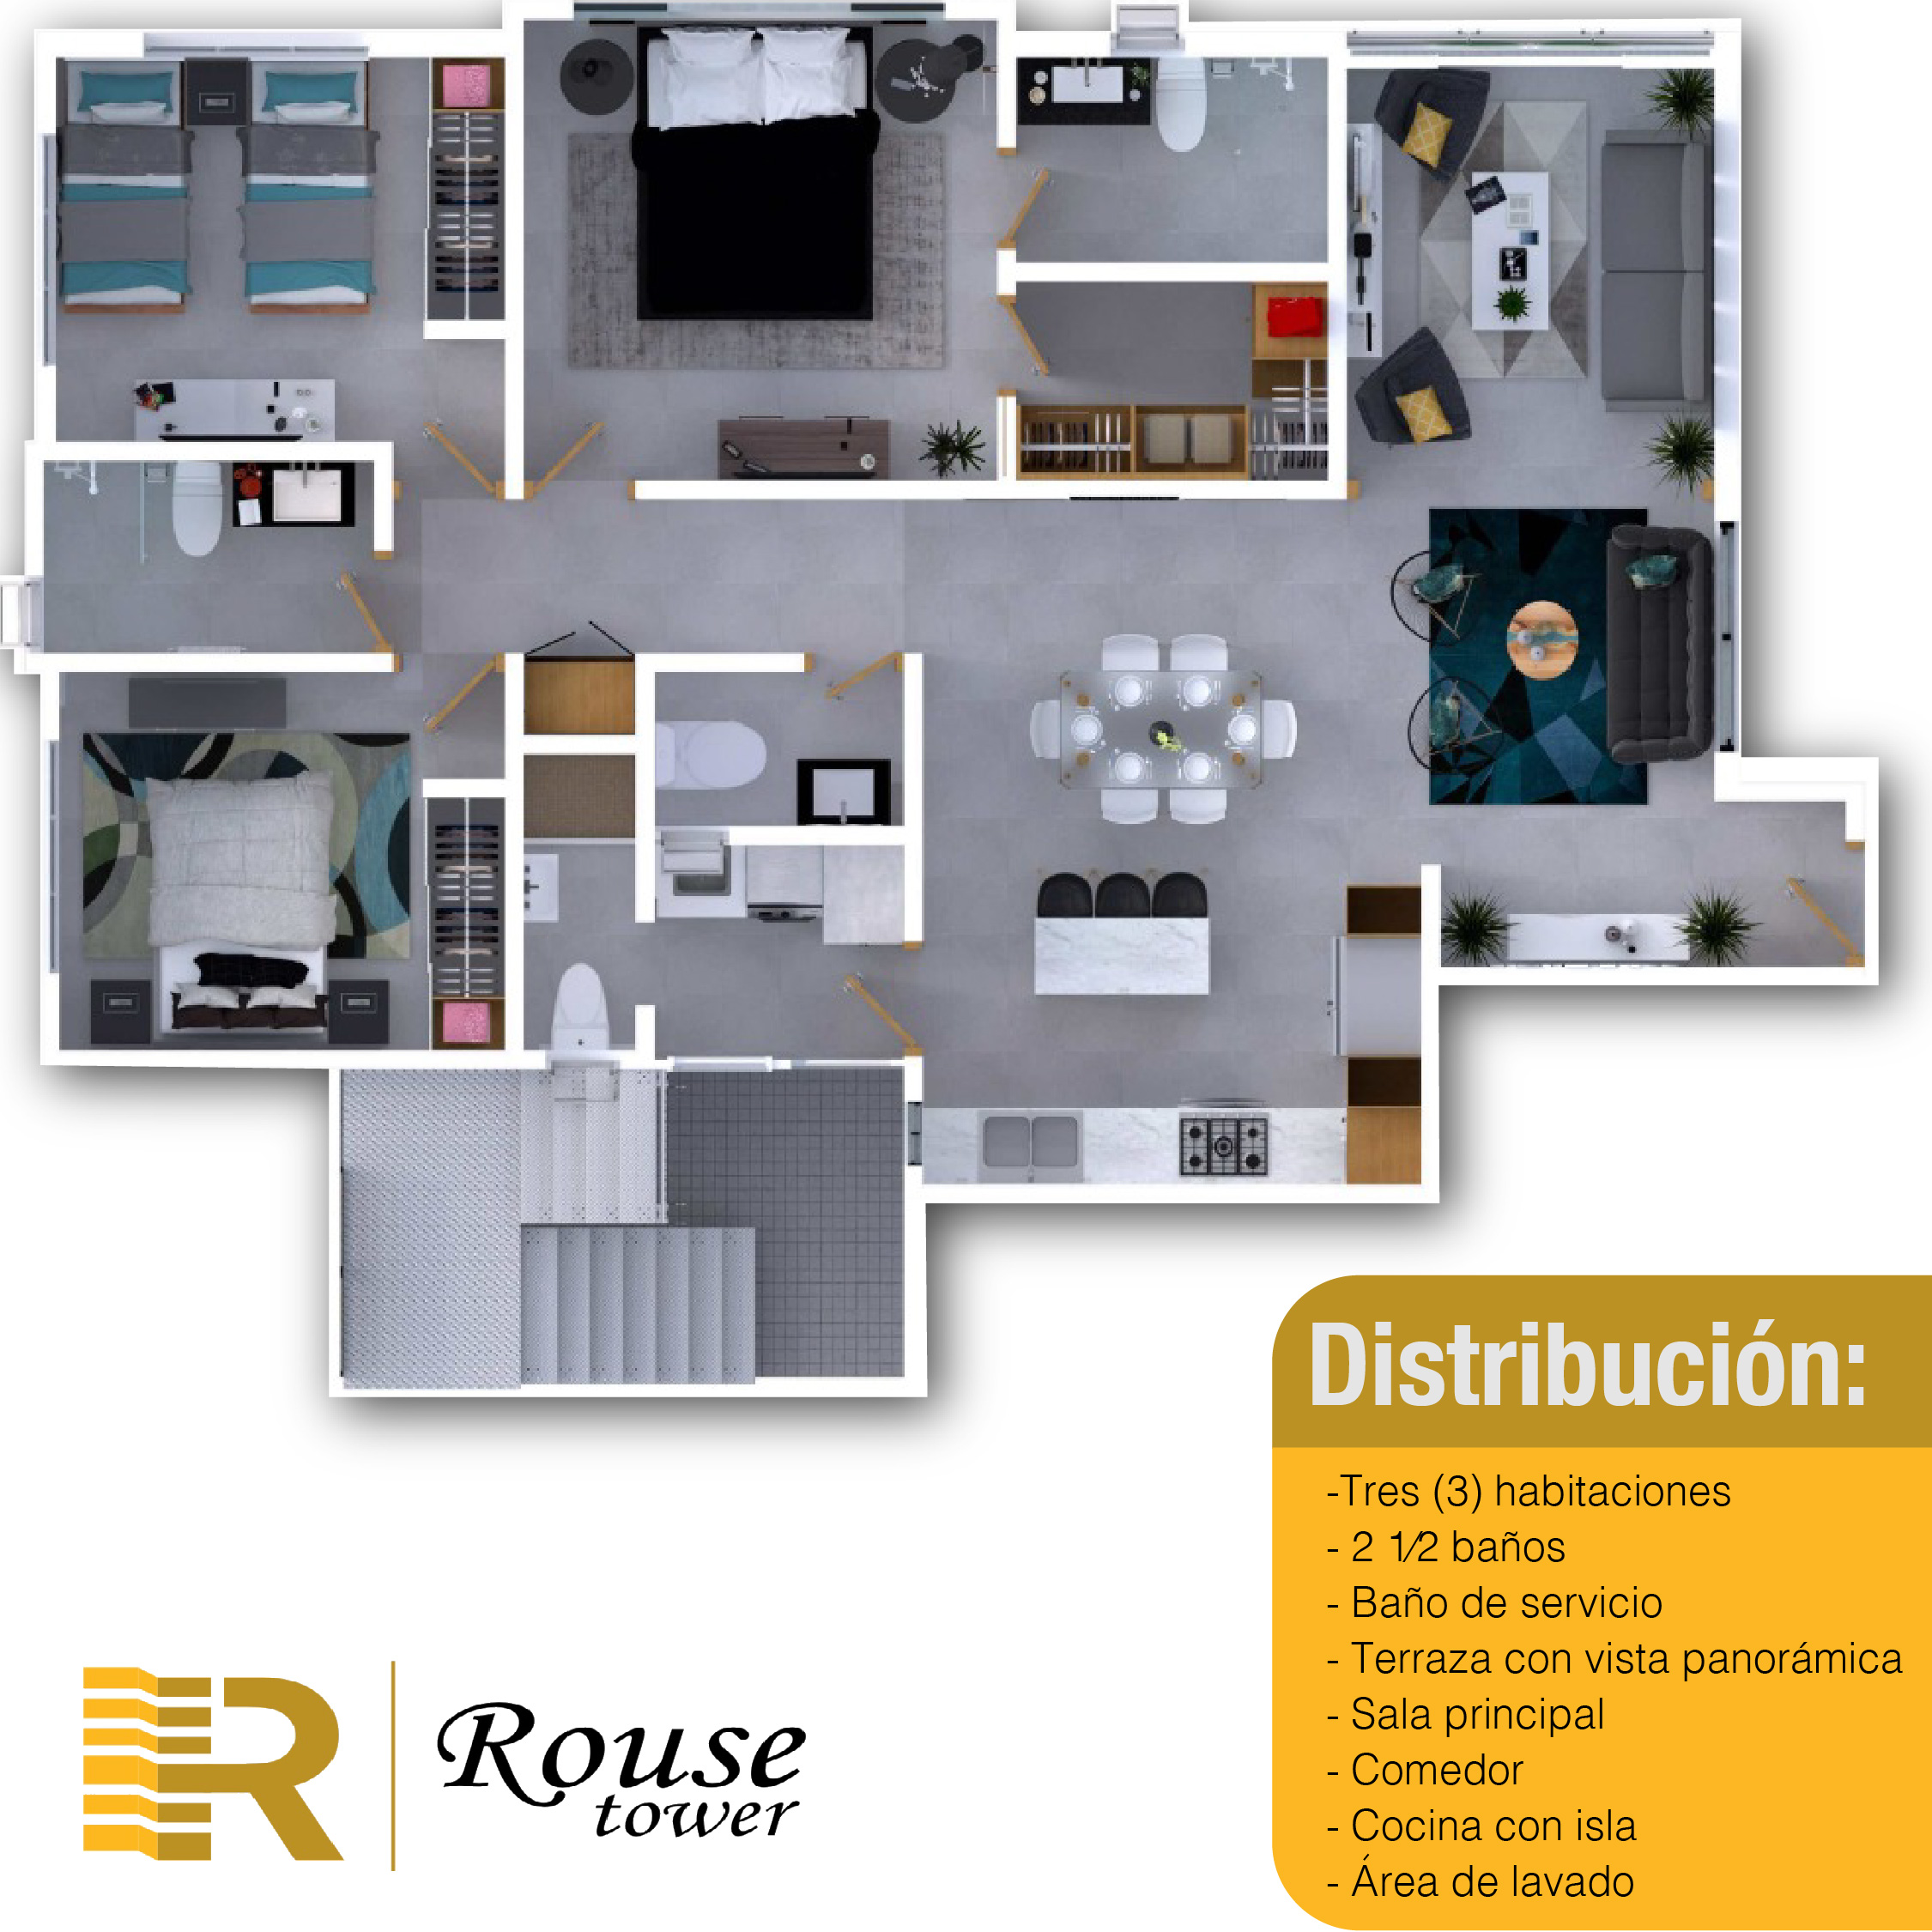 Distribución:
-Tres (3) habitaciones
- 2 1/2 baños
- Baño de servicio
- Terraza con vista panorámica
- Sala principal
- Comedor
- Cocina con isla
- Área de lavado
R
Rouse
tower